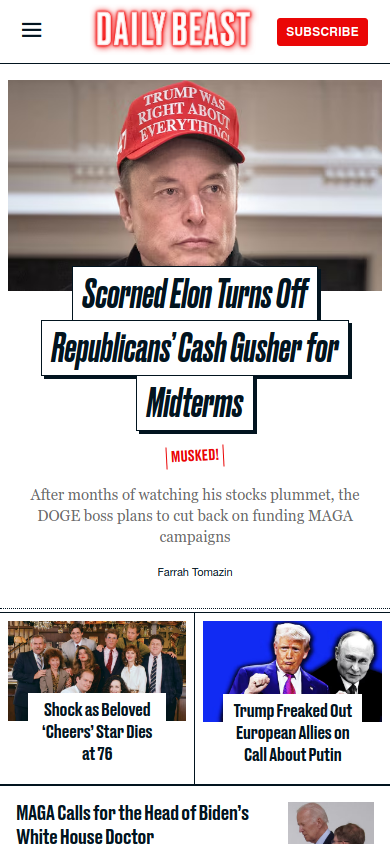 DAILY BEAST
SUBSCRIBE
TRUMP WAS
RIGHT ABOUT
EVERYTHING!
47
Scorned Elon Turns Off
Republicans' Cash Gusher for
Midterms
MUSKED!
After months of watching his stocks plummet, the
DOGE boss plans to cut back on funding MAGA
campaigns
Farrah Tomazin
Shock as Beloved
‘Cheers’ Star Dies
at 76
Trump Freaked Out
European Allies on
Call About Putin
MAGA Calls for the Head of Biden’s
White House Doctor